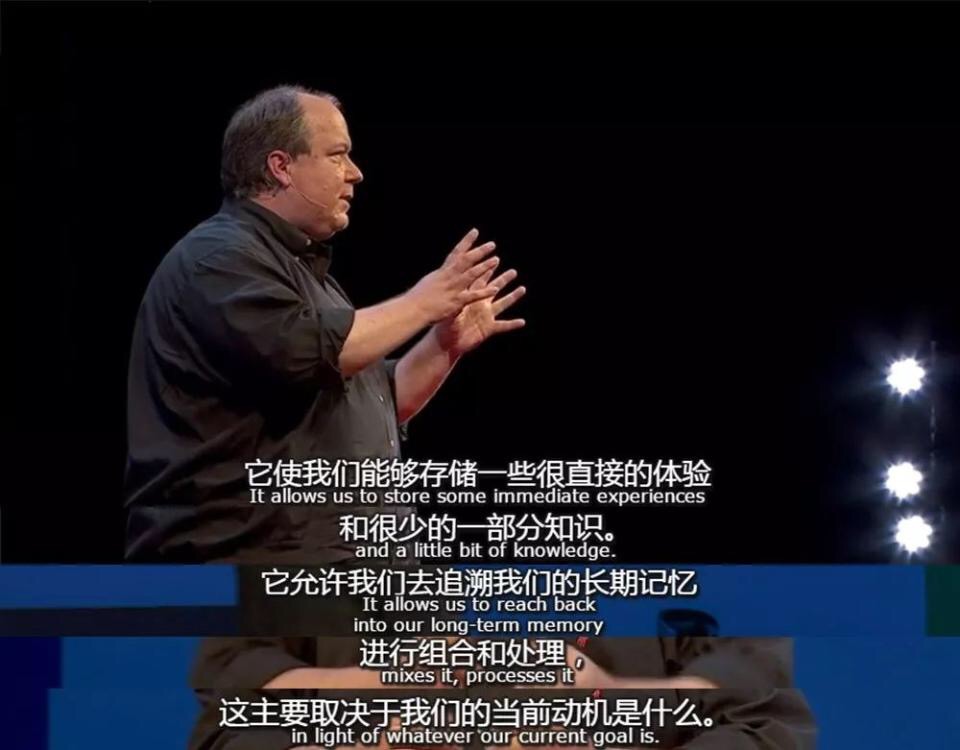 它使我们能够存储一些很直接的体验
It allows us to store some immediate experiences
和很少的一部分知识。
and a little bit of knowledge.
它允许我们去追溯我们的长期记忆
It allows us to reach back
into our long-term memory
进行组合和处理，
mixes it, processes it
这主要取决于我们的当前动机是什么。
in light of whatever our current goal is.